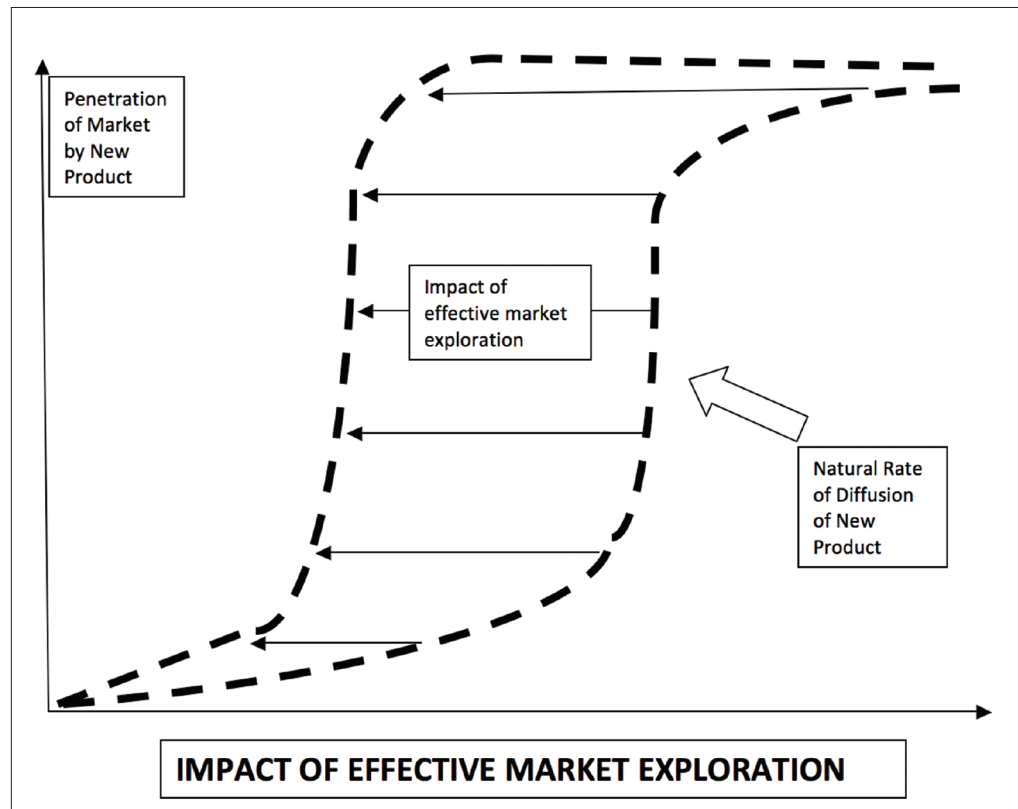 Penetration
of Market
by New
Product
Impact of
effective market
exploration
Natural Rate
of Diffusion
of New
Product
IMPACT OF EFFECTIVE MARKET EXPLORATION